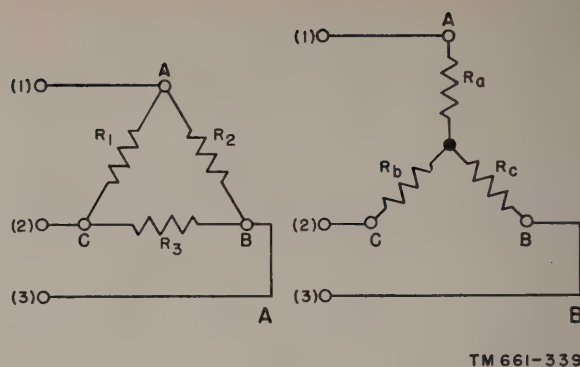 (1)
A
R1
R2
(2)
C
R3
B
(3)
A
(1)
A
Ra
Rb
Rc
(2)
C
B
(3)
B
TM 661-339